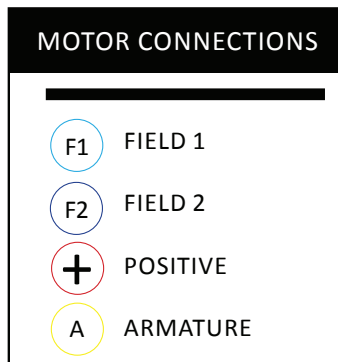 MOTOR CONNECTIONS
F1 FIELD 1
F2 FIELD 2
+ POSITIVE
A ARMATURE